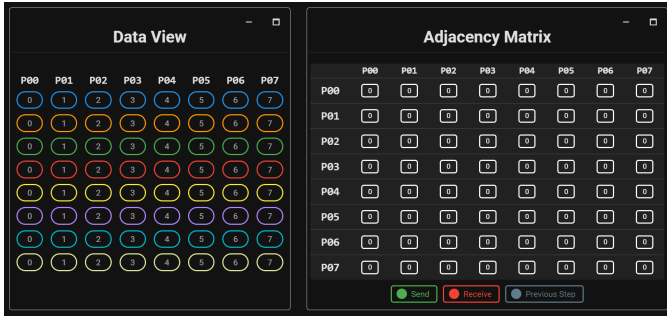 Data View
P00 P01 P02 P03 P04 P05 P06 P07
0 1 2 3 4 5 6 7
0 1 2 3 4 5 6 7
0 1 2 3 4 5 6 7
0 1 2 3 4 5 6 7
0 1 2 3 4 5 6 7
0 1 2 3 4 5 6 7
0 1 2 3 4 5 6 7
0 1 2 3 4 5 6 7
Adjacency Matrix
P00 P01 P02 P03 P04 P05 P06 P07
P00 0 0 0 0 0 0 0 0
P01 0 0 0 0 0 0 0 0
P02 0 0 0 0 0 0 0 0
P03 0 0 0 0 0 0 0 0
P04 0 0 0 0 0 0 0 0
P05 0 0 0 0 0 0 0 0
P06 0 0 0 0 0 0 0 0
P07 0 0 0 0 0 0 0 0
Send Receive Previous Step